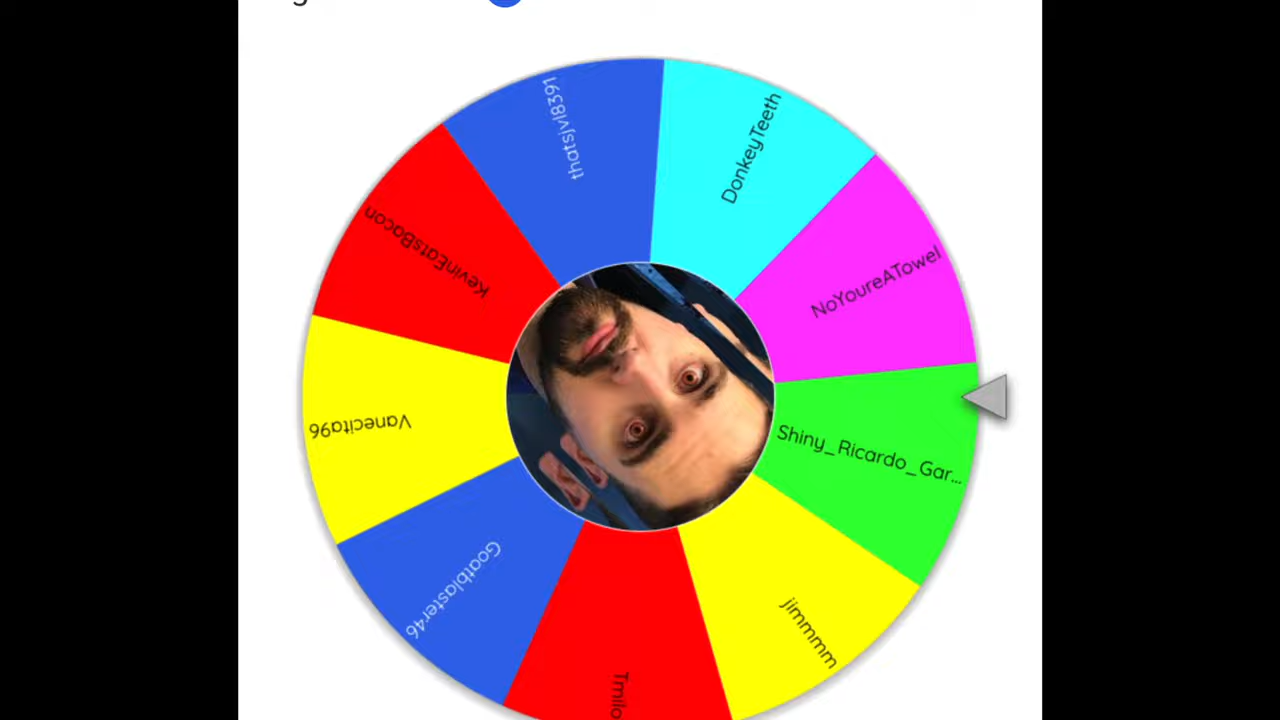 thatsjvl8391
DonkeyTeeth
NoYoureATowel
Shiny_Ricardo_Gar...
jimmmm
Goatblaster46
Vanecita96
KevinEatsBacon